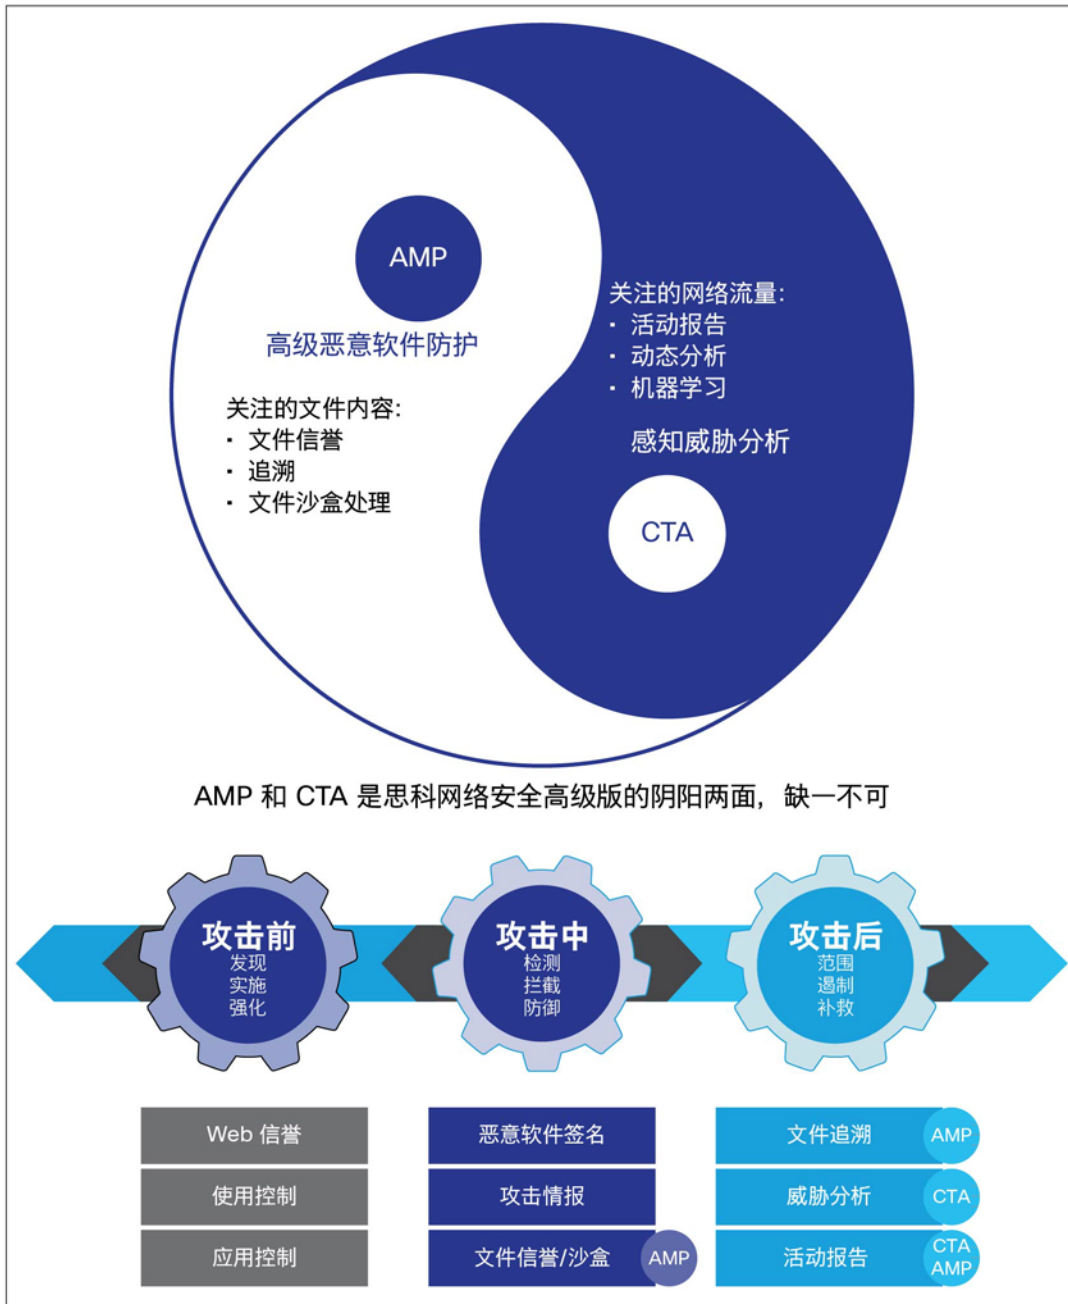 AMP
高级恶意软件防护
关注的文件内容:
· 文件信誉
· 追溯
· 文件沙盒处理
关注的网络流量:
· 活动报告
· 动态分析
· 机器学习
感知威胁分析
CTA
AMP 和 CTA 是思科网络安全高级版的阴阳两面，缺一不可
攻击前
发现
实施
强化
攻击中
检测
拦截
防御
攻击后
范围
遏制
补救
Web 信誉
使用控制
应用控制
恶意软件签名
攻击情报
文件信誉/沙盒
AMP
文件追溯
AMP
威胁分析
CTA
活动报告
CTA
AMP